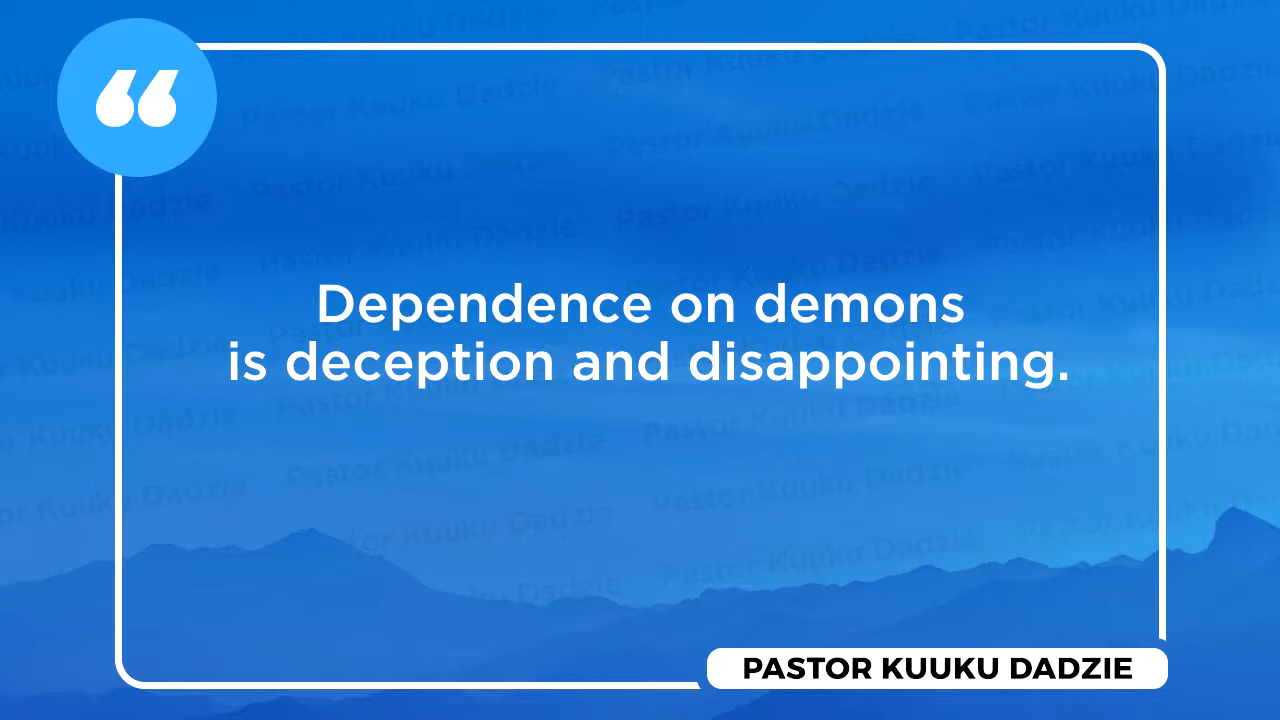 Dependence on demons
is deception and disappointing.
PASTOR KUUKU DADZIE